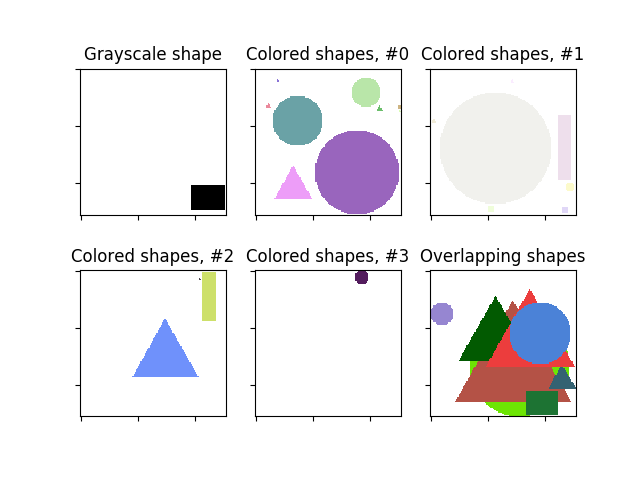 Grayscale shape
Colored shapes, #0
Colored shapes, #1
Colored shapes, #2
Colored shapes, #3
Overlapping shapes